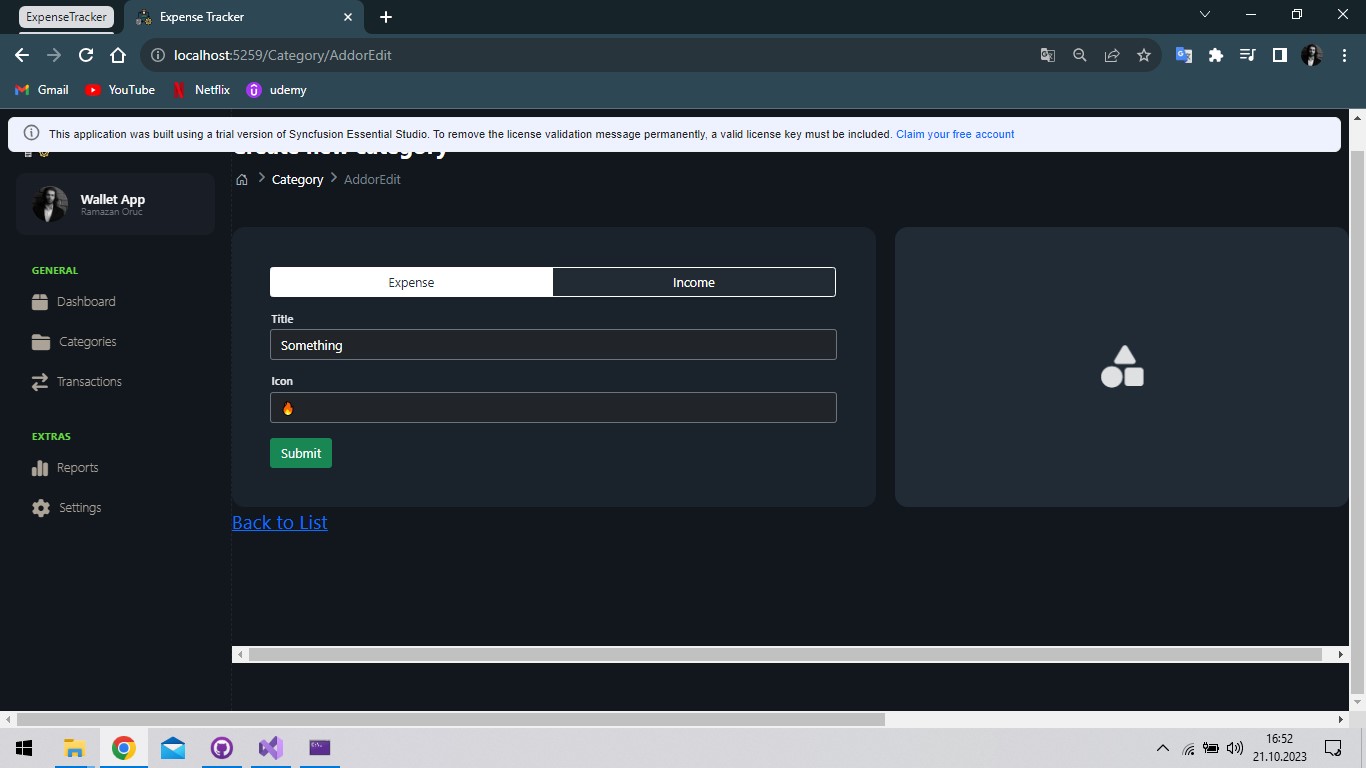 ExpenseTracker
Expense Tracker
localhost:5259/Category/AddorEdit
Gmail
YouTube
Netflix
udemy
This application was built using a trial version of Syncfusion Essential Studio. To remove the license validation message permanently, a valid license key must be included. Claim your free account
Create new category
Category AddorEdit
Wallet App
Ramazan Oruc
GENERAL
Dashboard
Categories
Transactions
EXTRAS
Reports
Settings
Expense
Income
Title
Something
Icon
🔥
Submit
Back to List
16:52
21.10.2023